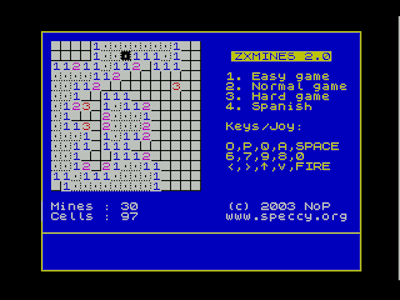 ZXMINES 2.0
1. Easy game
2. Normal game
3. Hard game
4. Spanish
Keys/Joy:
O,P,Q,A,SPACE
6,7,9,8,0
<,>,↑,v,FIRE
Mines : 30
Cells : 97
(c) 2003 NoP
www.speccy.org